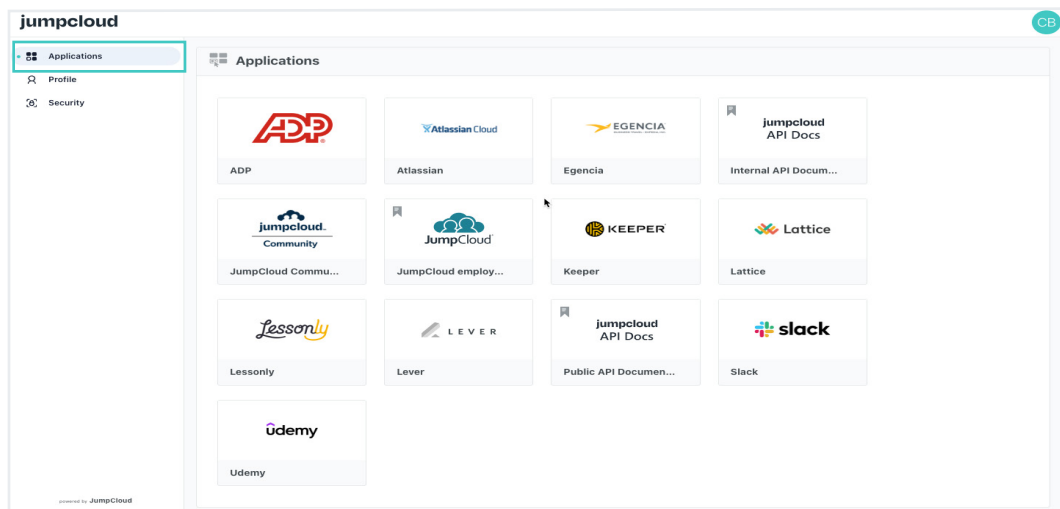 jumpcloud
CB
Applications
Profile
Security
Applications
ADP
ADP
Atlassian Cloud
Atlassian
EGENCIA
Egencia
jumpcloud
API Docs
Internal API Docum...
jumpcloud
Community
JumpCloud Commu...
JumpCloud
JumpCloud employ...
KEEPER
Keeper
Lattice
Lattice
Lessonly
Lessonly
LEVER
Lever
jumpcloud
API Docs
Public API Documen...
slack
Slack
ûdemy
Udemy
powered by JumpCloud